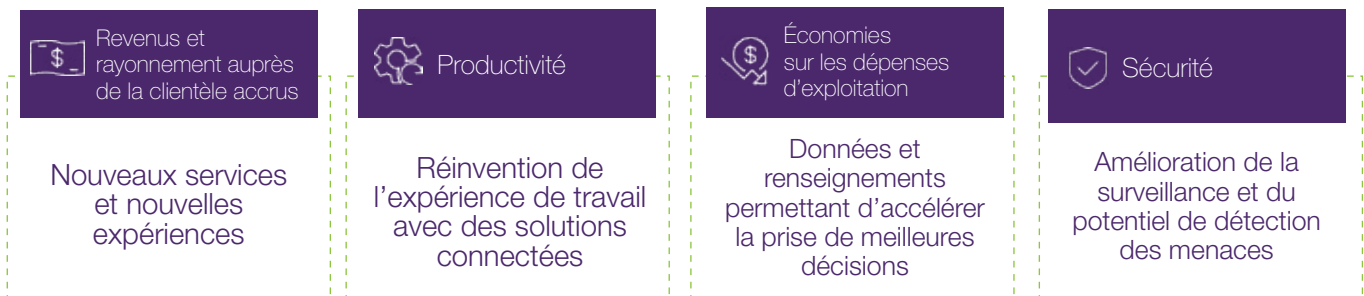 Revenus et
rayonnement auprès
de la clientèle accrus
Nouveaux services
et nouvelles
expériences
Productivité
Réinvention de
l'expérience de travail
avec des solutions
connectées
Économies
sur les dépenses
d'exploitation
Données et
renseignements
permettant d'accélérer
la prise de meilleures
décisions
Sécurité
Amélioration de la
surveillance et du
potentiel de détection
des menaces